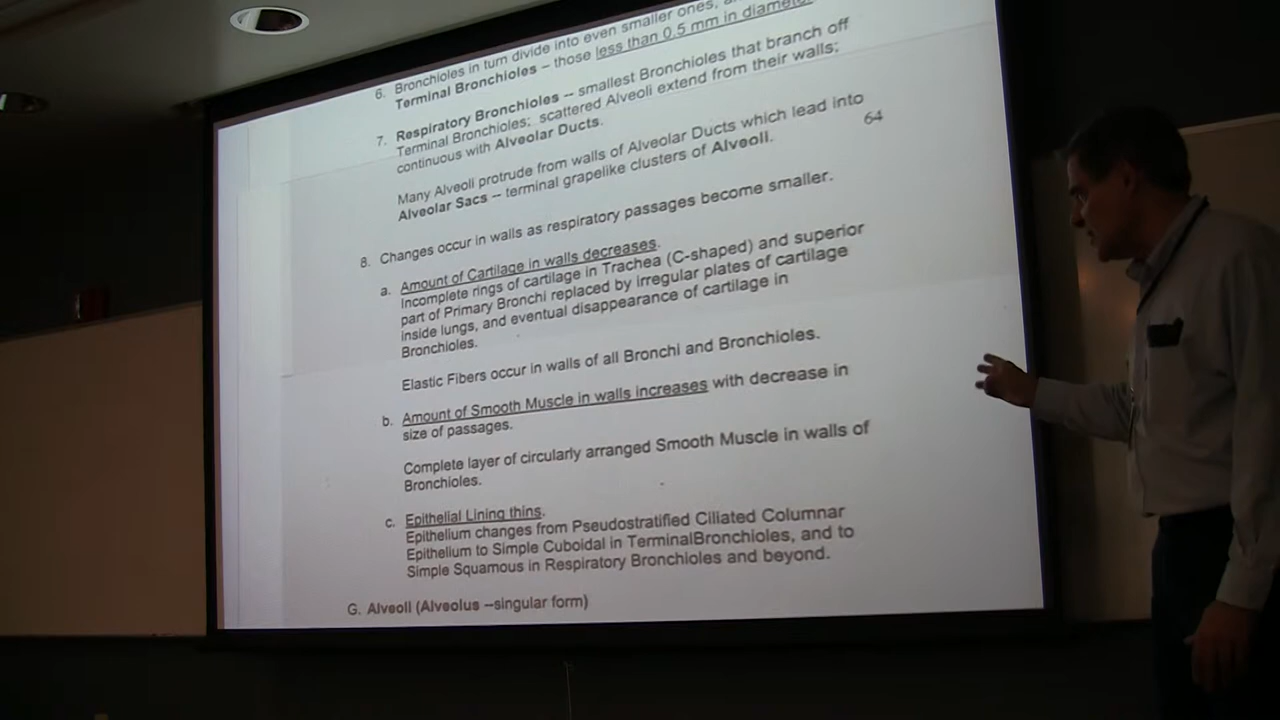 6. Bronchioles in turn divide into even smaller ones,
Terminal Bronchioles – those less than 0.5 mm in
7. Respiratory Bronchioles -- smallest Bronchioles that branch off
Terminal Bronchioles; scattered Alveoli extend from their walls;
continuous with Alveolar Ducts.
64
Many Alveoli protrude from walls of Alveolar Ducts which lead into
Alveolar Sacs -- terminal grapelike clusters of Alveoli.
8. Changes occur in walls as respiratory passages become smaller.
a. Amount of Cartilage in walls decreases.
Incomplete rings of cartilage in Trachea (C-shaped) and superior
part of Primary Bronchi replaced by irregular plates of cartilage
inside lungs, and eventual disappearance of cartilage in
Bronchioles.
Elastic Fibers occur in walls of all Bronchi and Bronchioles.
b. Amount of Smooth Muscle in walls increases with decrease in
size of passages.
Complete layer of circularly arranged Smooth Muscle in walls of
Bronchioles.
c. Epithelial Lining thins.
Epithelium changes from Pseudostratified Ciliated Columnar
Epithelium to Simple Cuboidal in TerminalBronchioles, and to
Simple Squamous in Respiratory Bronchioles and beyond.
G. Alveoli (Alveolus --singular form)